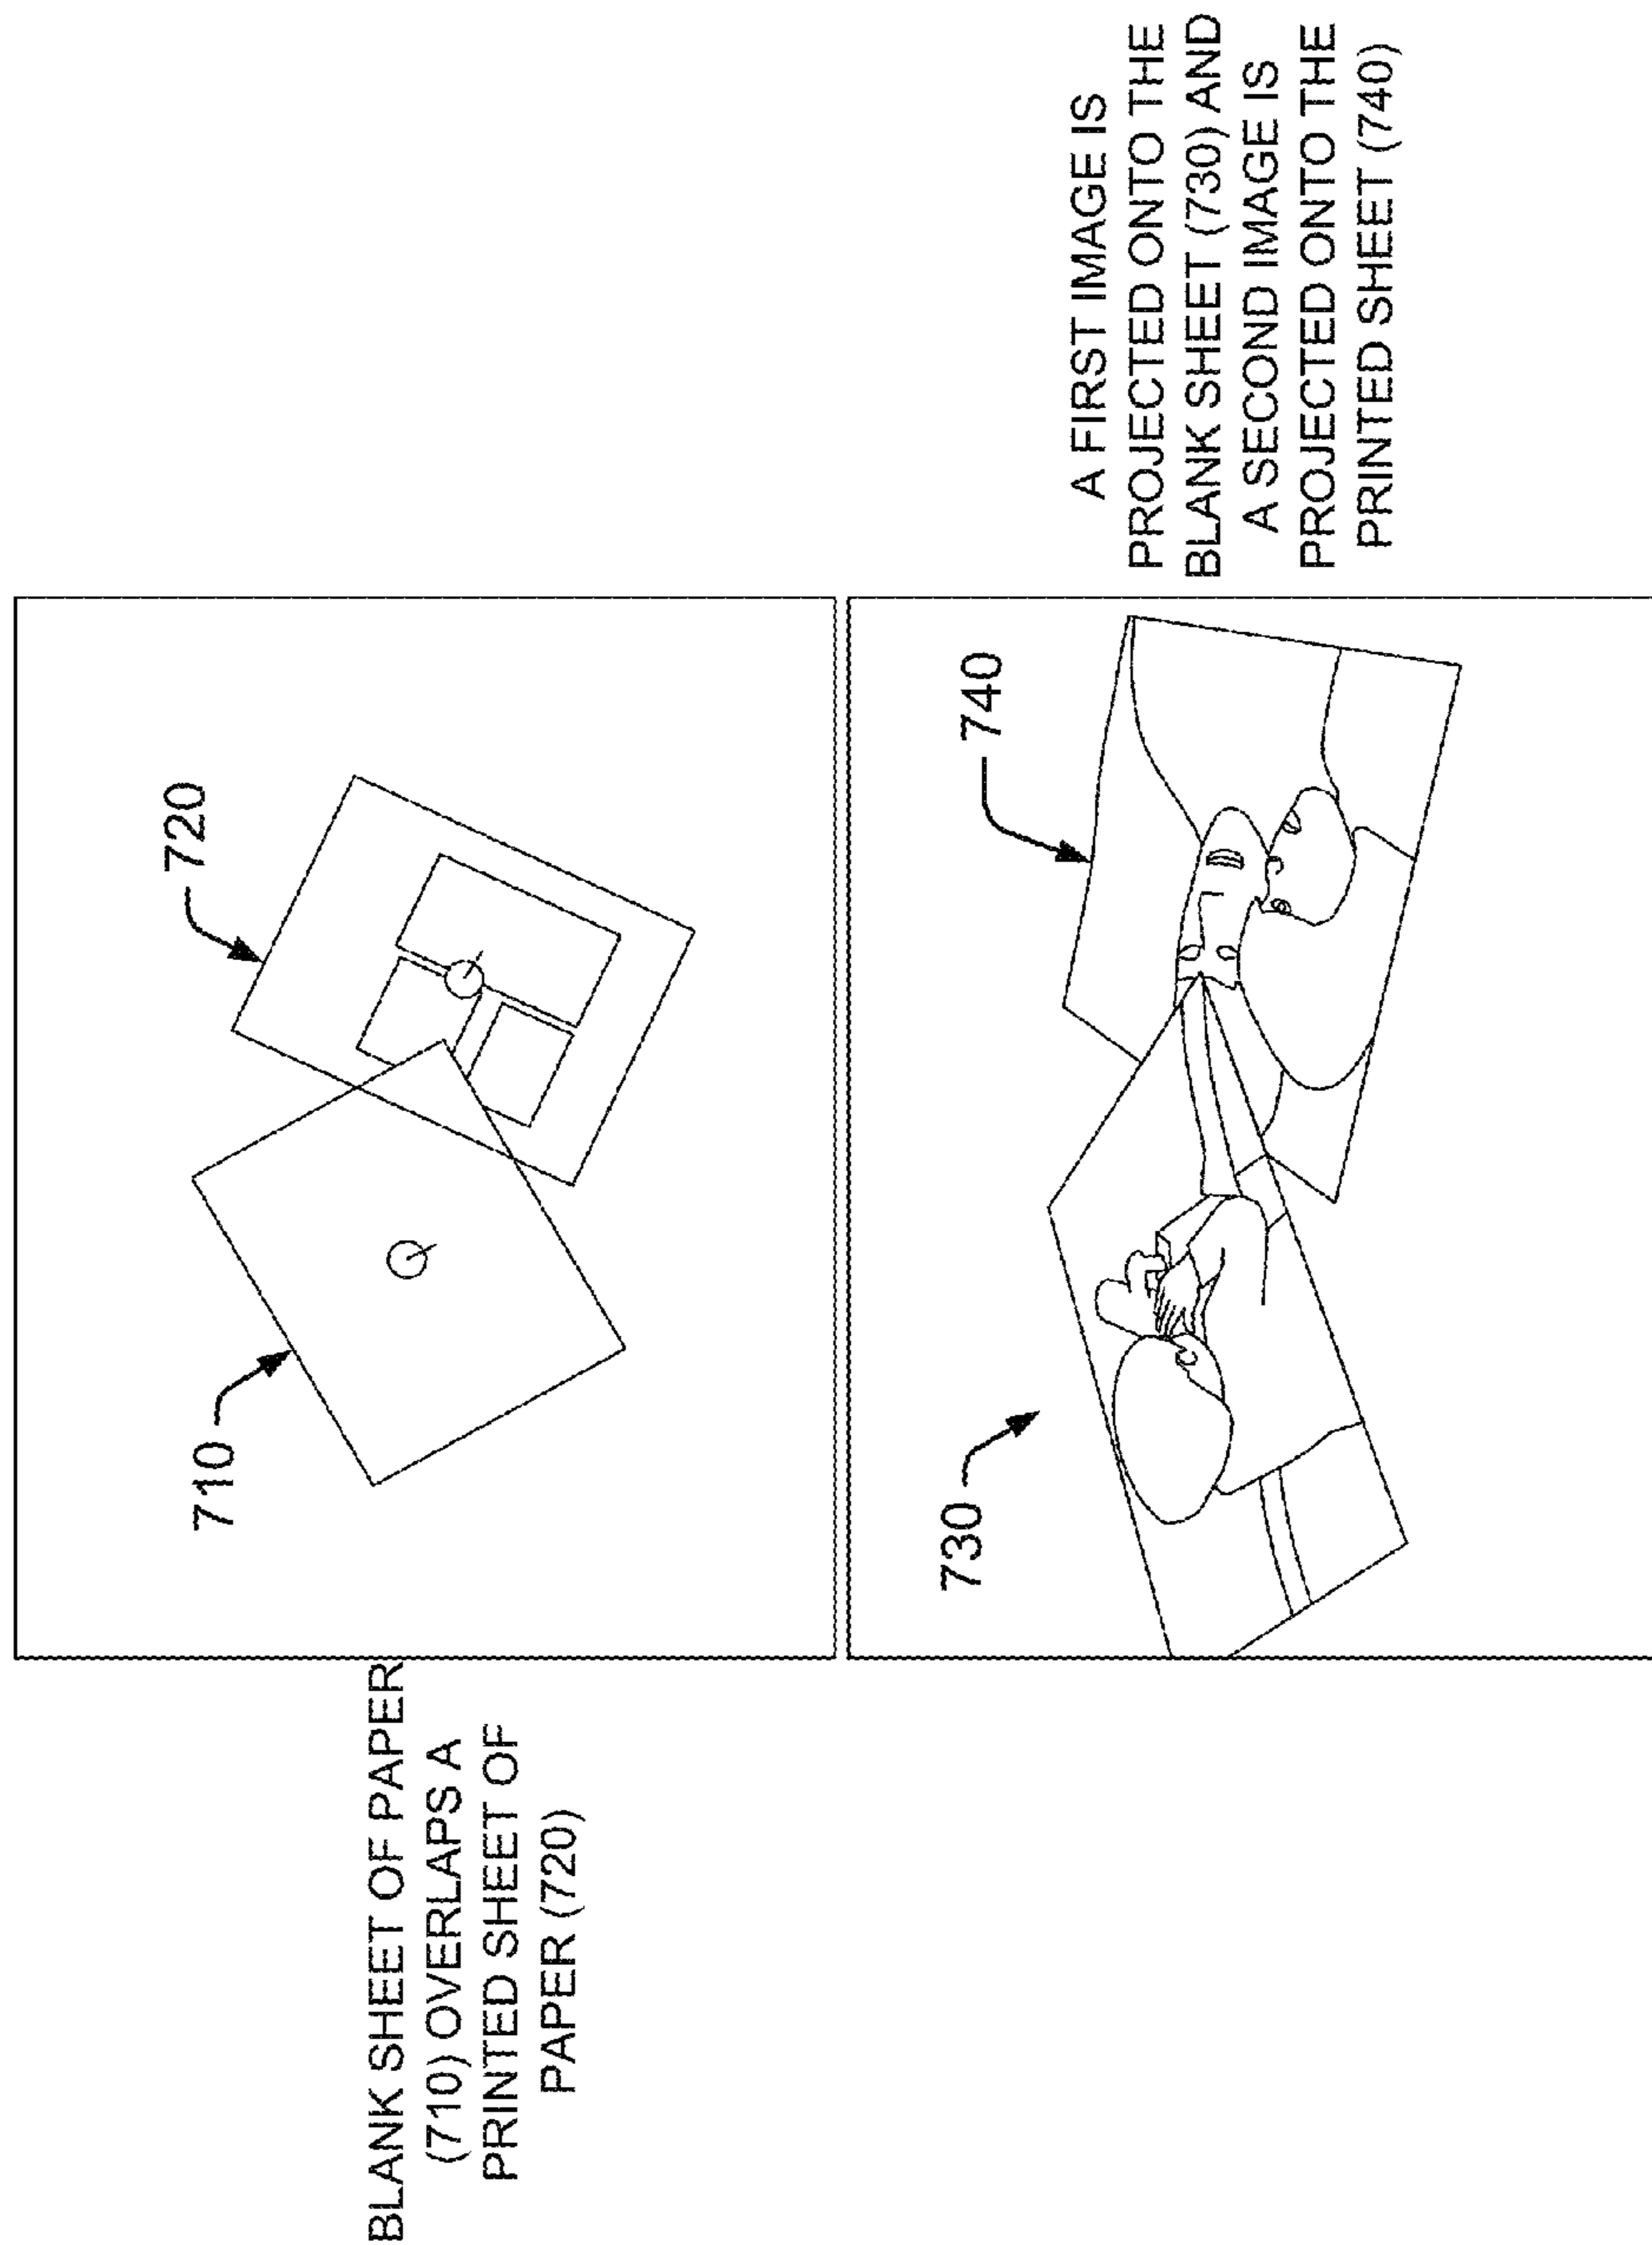 BLANK SHEET OF PAPER
(710) OVERLAPS A
PRINTED SHEET OF
PAPER (720)
710
720
730
740
A FIRST IMAGE IS
PROJECTED ONTO THE
BLANK SHEET (730) AND
A SECOND IMAGE IS
PROJECTED ONTO THE
PRINTED SHEET (740)